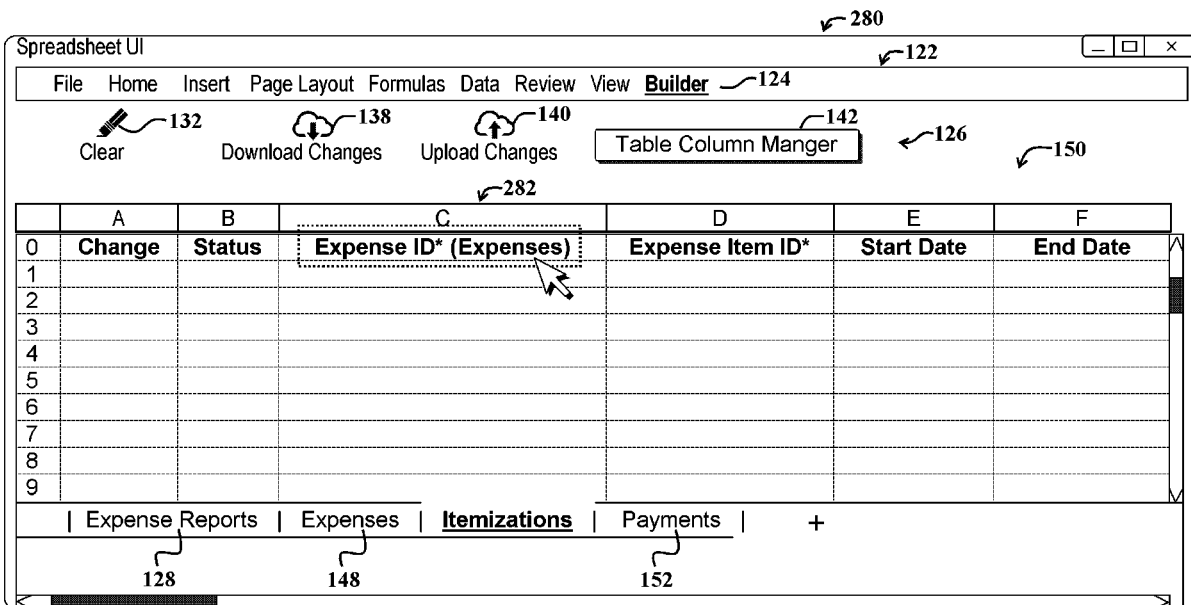 280
Spreadsheet UI
122
File Home Insert Page Layout Formulas Data Review View Builder 124
132 138 140 142
Clear Download Changes Upload Changes Table Column Manger 126
150
282
A B C D E F
0 Change Status Expense ID* (Expenses) Expense Item ID* Start Date End Date
1
2
3
4
5
6
7
8
9
| Expense Reports | Expenses | Itemizations | Payments | +
128 148 152